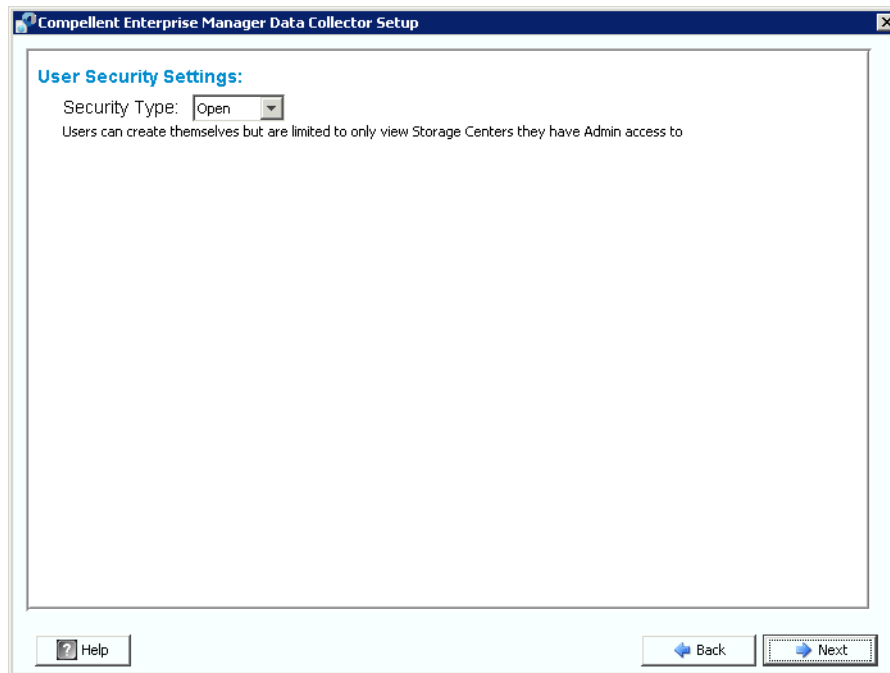 Compellent Enterprise Manager Data Collector Setup
User Security Settings:
Security Type: Open
Users can create themselves but are limited to only view Storage Centers they have Admin access to
? Help
Back
Next